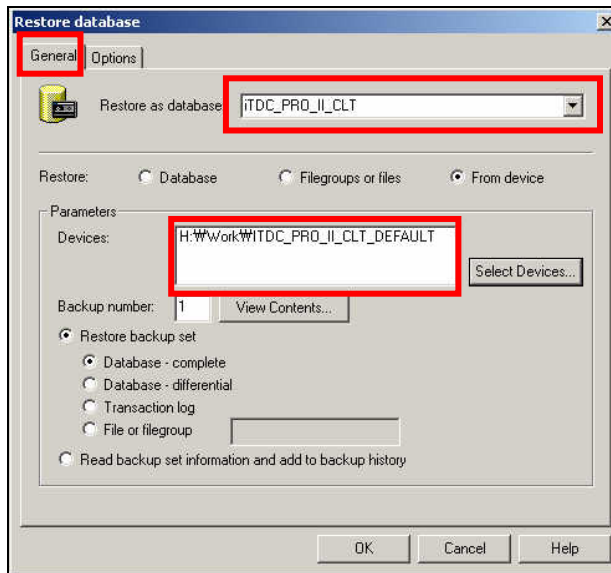 Restore database
General Options
Restore as database: iTDC_PRO_II_CLT
Restore: Database Filegroups or files From device
Parameters
Devices: H:₩Work₩ITDC_PRO_II_CLT_DEFAULT
Select Devices...
Backup number: 1 View Contents...
Restore backup set
Database - complete
Database - differential
Transaction log
File or filegroup
Read backup set information and add to backup history
OK Cancel Help